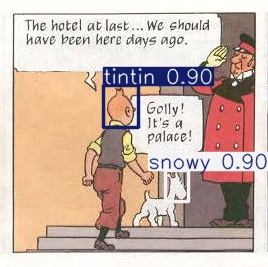 The hotel at last... We should
have been here days ago.
tintin 0.90
Golly!
It's a
palace!
snowy 0.90